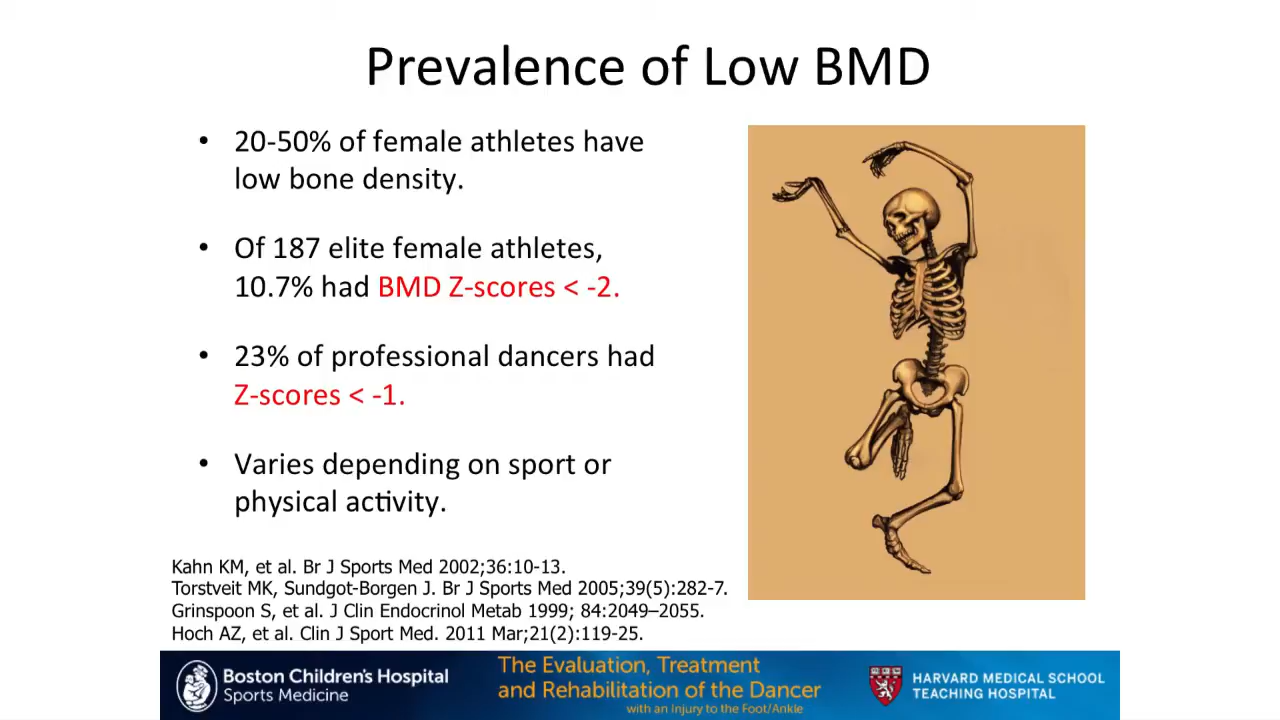 Prevalence of Low BMD
• 20-50% of female athletes have
low bone density.
• Of 187 elite female athletes,
10.7% had BMD Z-scores < -2.
• 23% of professional dancers had
Z-scores < -1.
• Varies depending on sport or
physical activity.
Kahn KM, et al. Br J Sports Med 2002;36:10-13.
Torstveit MK, Sundgot-Borgen J. Br J Sports Med 2005;39(5):282-7.
Grinspoon S, et al. J Clin Endocrinol Metab 1999; 84:2049–2055.
Hoch AZ, et al. Clin J Sport Med. 2011 Mar;21(2):119-25.
Boston Children's Hospital
Sports Medicine
The Evaluation, Treatment
and Rehabilitation of the Dancer
with an Injury to the Foot/Ankle
HARVARD MEDICAL SCHOOL
TEACHING HOSPITAL